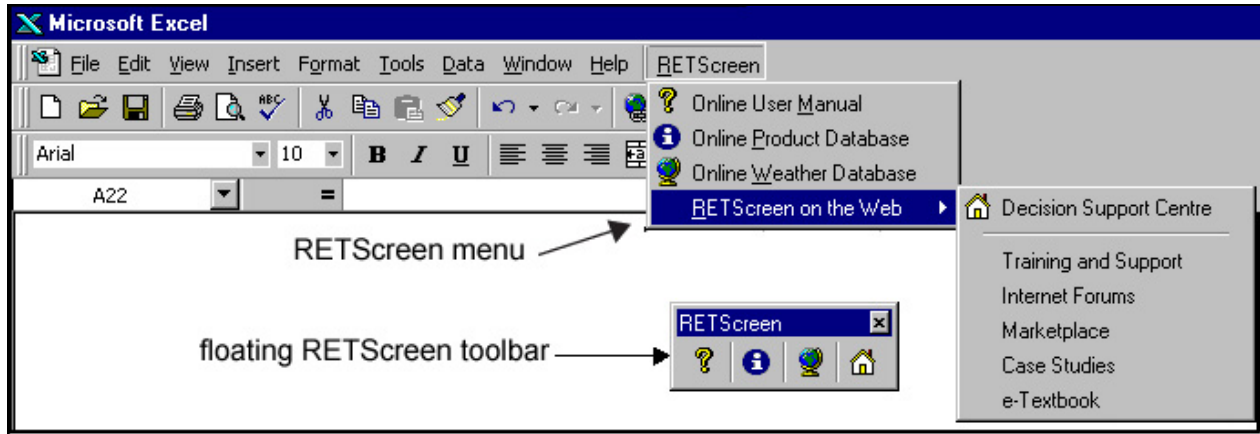 Microsoft Excel
File Edit View Insert Format Tools Data Window Help RETScreen
ABC
Online User Manual
Online Product Database
Arial 10 B I U
Online Weather Database
A22 =
RETScreen on the Web
Decision Support Centre
RETScreen menu
Training and Support
Internet Forums
RETScreen
Marketplace
floating RETScreen toolbar
Case Studies
e-Textbook